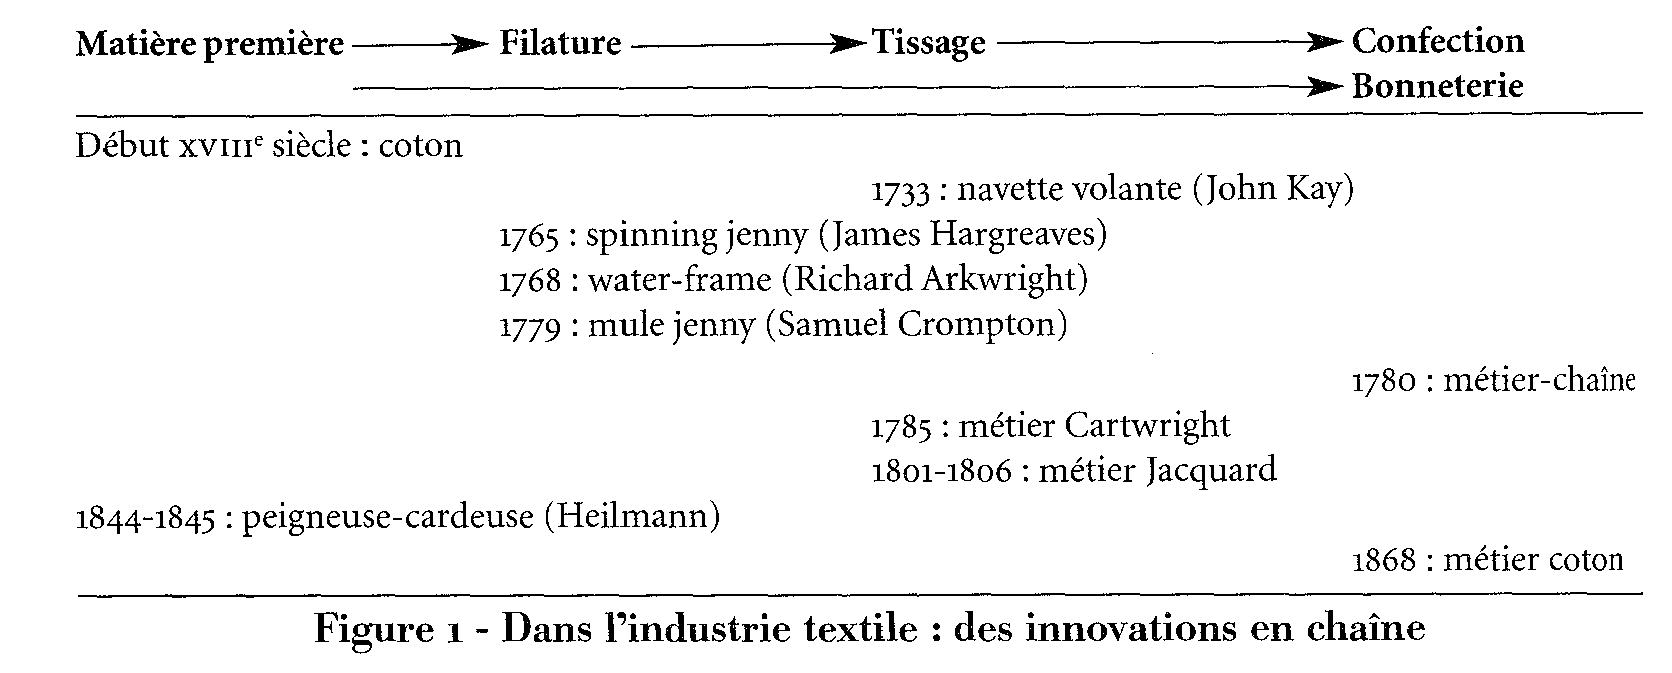 Matière première Filature Tissage Confection
Bonneterie
Début XVIIIe siècle : coton
1733 : navette volante (John Kay)
1765 : spinning jenny (James Hargreaves)
1768 : water-frame (Richard Arkwright)
1779 : mule jenny (Samuel Crompton)
1780 : métier-chaîne
1785 : métier Cartwright
1801-1806 : métier Jacquard
1844-1845 : peigneuse-cardeuse (Heilmann)
1868 : métier coton
Figure 1 - Dans l'industrie textile : des innovations en chaîne